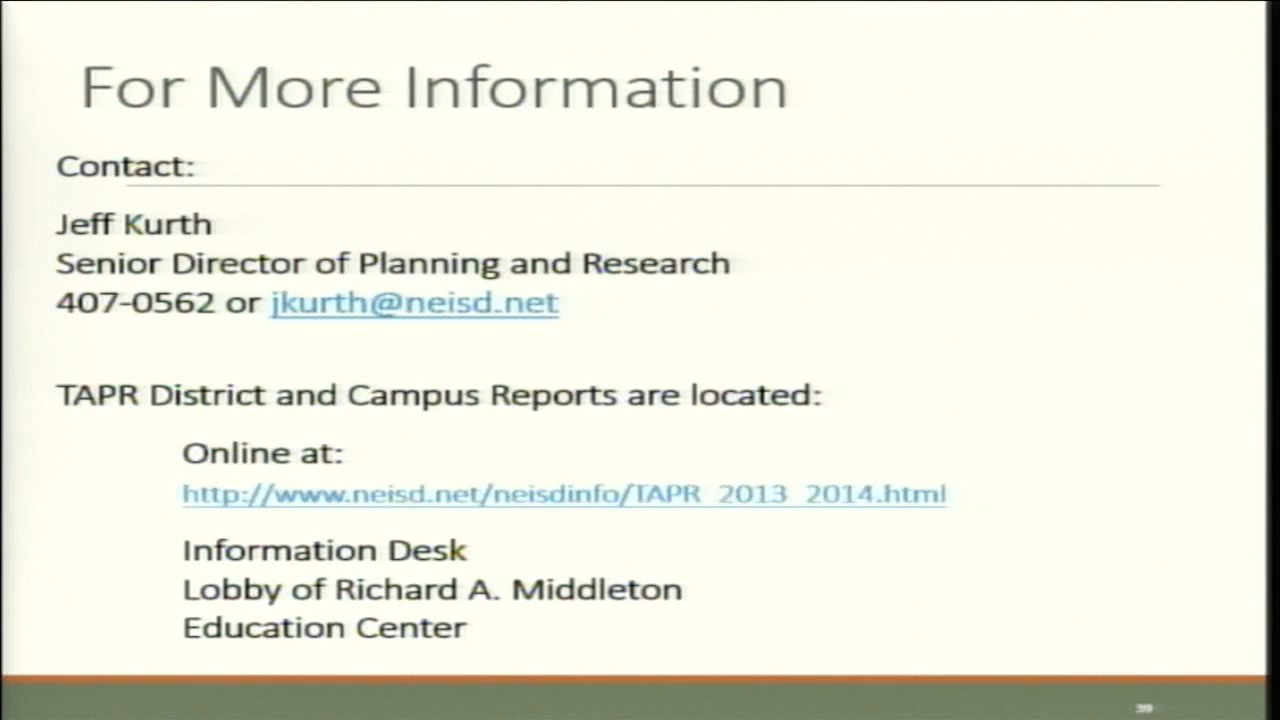 For More Information
Contact:
Jeff Kurth
Senior Director of Planning and Research
407-0562 or jkurth@neisd.net
TAPR District and Campus Reports are located:
Online at:
http://www.neisd.net/neisdinfo/TAPR_2013_2014.html
Information Desk
Lobby of Richard A. Middleton
Education Center
39